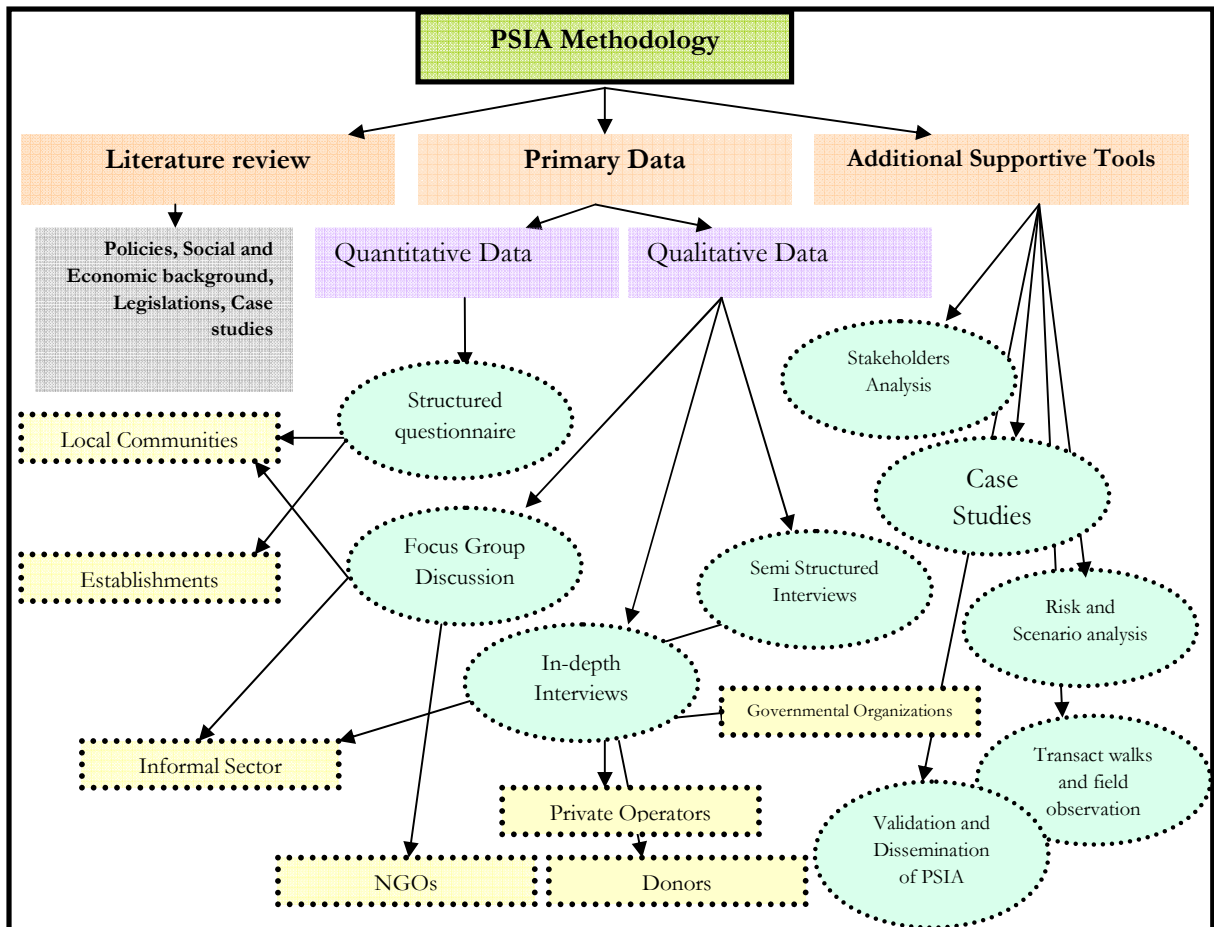 PSIA Methodology
Literature review
Primary Data
Additional Supportive Tools
Policies, Social and
Economic background,
Legislations, Case
studies
Quantitative Data
Qualitative Data
Stakeholders
Analysis
Structured
questionnaire
Local Communities
Case
Studies
Focus Group
Discussion
Establishments
Semi Structured
Interviews
Risk and
Scenario analysis
In-depth
Interviews
Governmental Organizations
Informal Sector
Transact walks
and field
observation
Private Operators
Validation and
Dissemination
of PSIA
NGOs
Donors